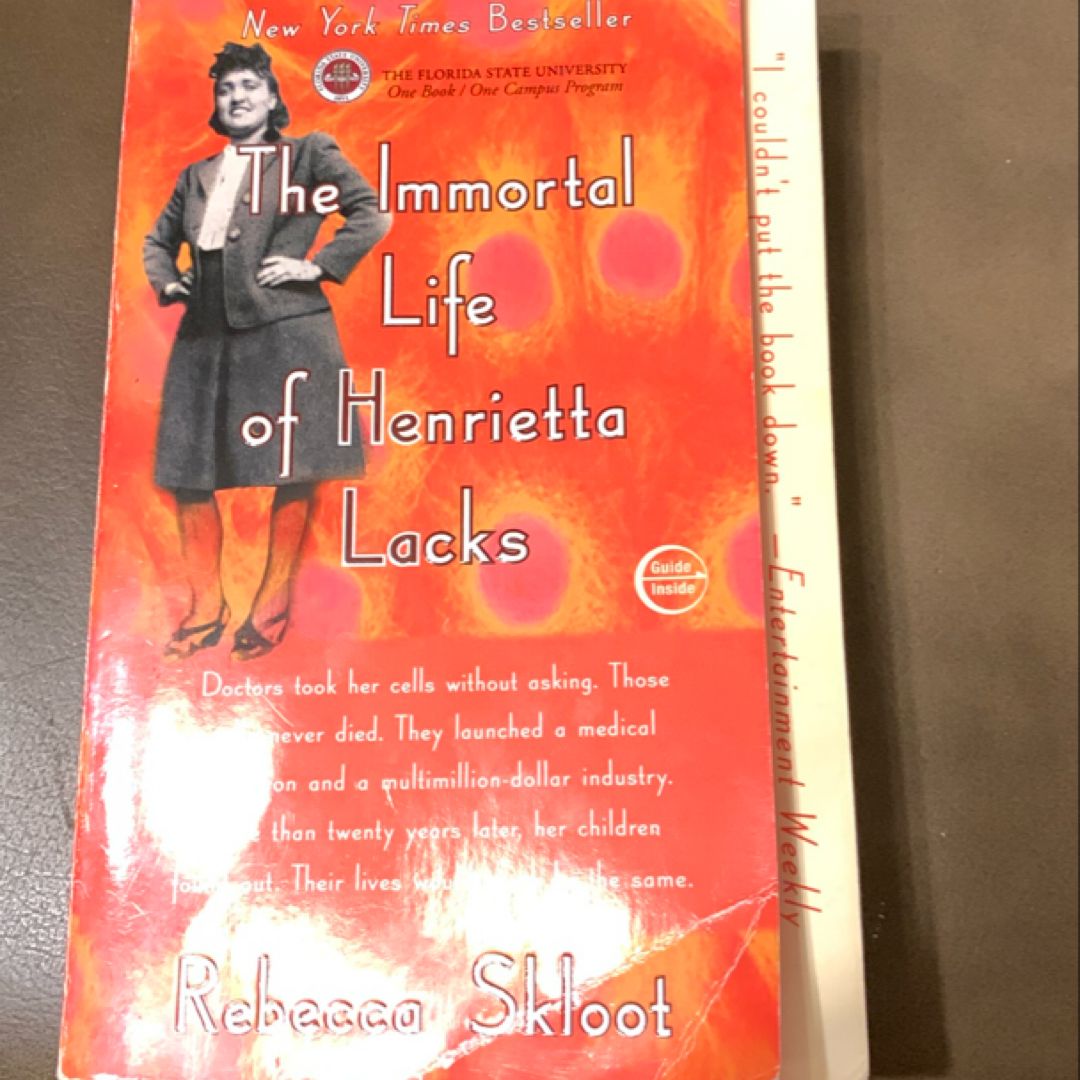 New York Times Bestseller
THE FLORIDA STATE UNIVERSITY
One Book / One Campus Program
The Immortal
Life
of Henrietta
Lacks
Guide
Inside
Doctors took her cells without asking. Those
never died. They launched a medical
and a multimillion-dollar industry.
than twenty years later, her children
out. Their lives the same.
Rebecca Skloot
"I couldn't put the book down." —Entertainment Weekly